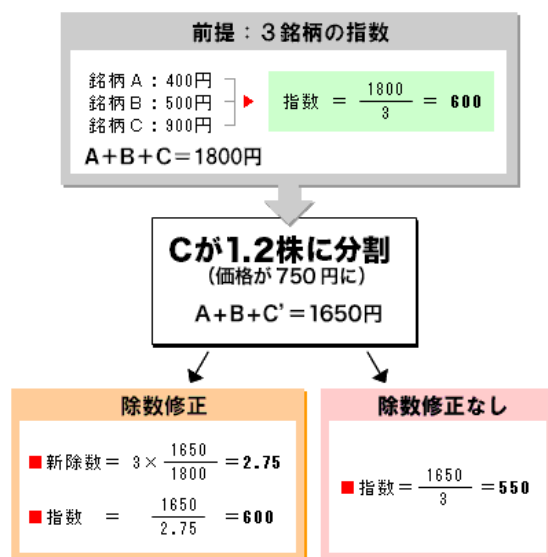 前提：３銘柄の指数
銘柄Ａ：400円
銘柄Ｂ：500円
銘柄Ｃ：900円
指数 ＝ 1800/3 ＝ 600
A＋B＋C＝1800円
Cが1.2株に分割
（価格が750円に）
A＋B＋C’＝1650円
除数修正
■新除数＝ 3× 1650/1800 ＝2.75
■指数 ＝ 1650/2.75 ＝600
除数修正なし
■指数＝ 1650/3 ＝550